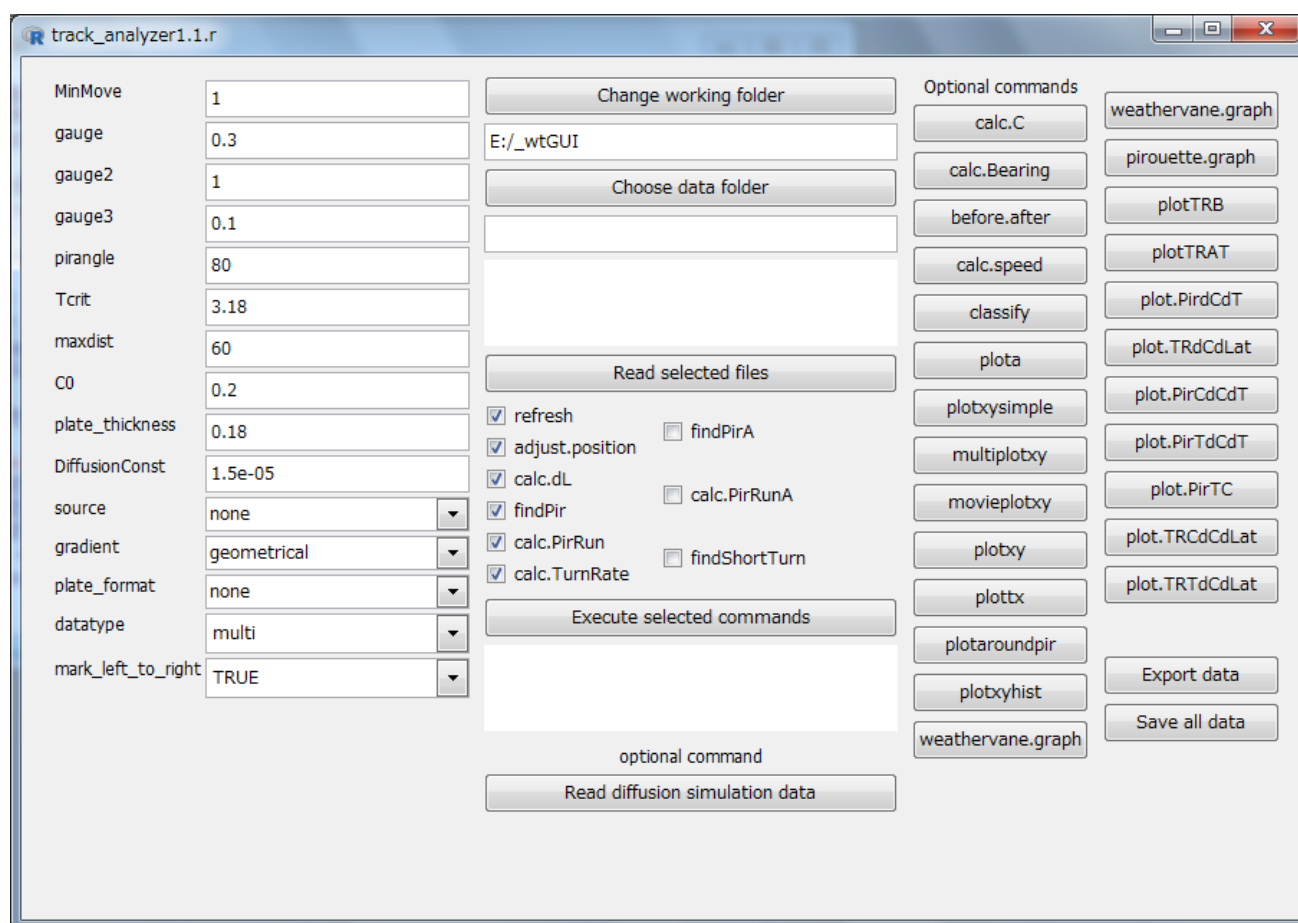 track_analyzer1.1.r
MinMove 1
gauge 0.3
gauge2 1
gauge3 0.1
pirangle 80
Tcrit 3.18
maxdist 60
C0 0.2
plate_thickness 0.18
DiffusionConst 1.5e-05
source none
gradient geometrical
plate_format none
datatype multi
mark_left_to_right TRUE
Change working folder
E:/_wtGUI
Choose data folder
Read selected files
refresh
adjust.position
calc.dL
findPir
calc.PirRun
calc.TurnRate
findPirA
calc.PirRunA
findShortTurn
Execute selected commands
optional command
Read diffusion simulation data
Optional commands
calc.C
calc.Bearing
before.after
calc.speed
classify
plota
plotxysimple
multiplotxy
movieplotxy
plotxy
plottx
plotaroundpir
plotxyhist
weathervane.graph
weathervane.graph
pirouette.graph
plotTRB
plotTRAT
plot.PirdCdT
plot.TRdCdLat
plot.PirCdCdT
plot.PirTdCdT
plot.PirTC
plot.TRCdCdLat
plot.TRTdCdLat
Export data
Save all data